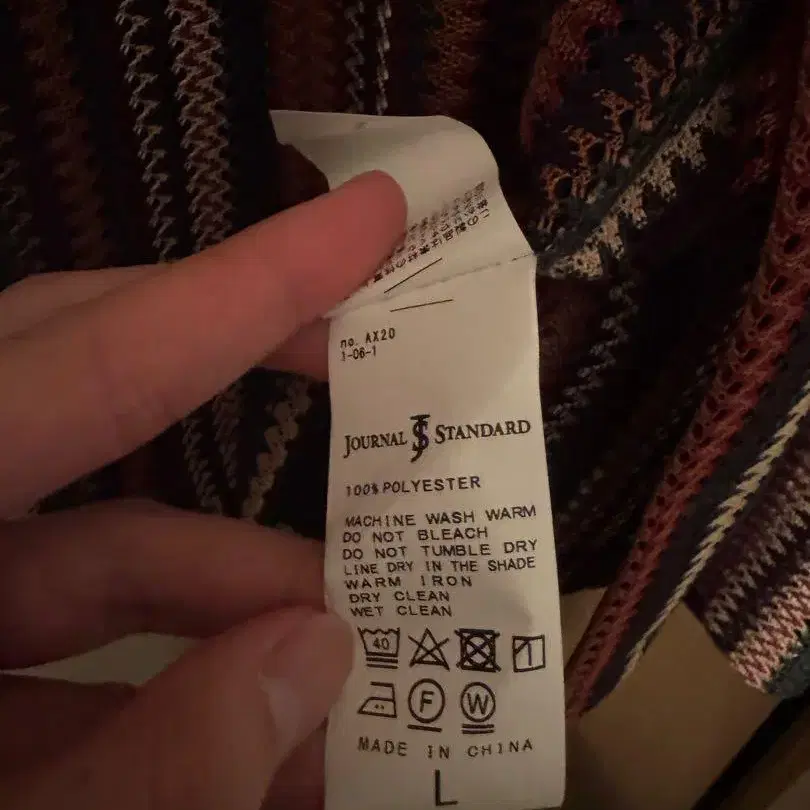 no. AX20
1-06-1
JOURNAL JS STANDARD
100% POLYESTER
MACHINE WASH WARM
DO NOT BLEACH
DO NOT TUMBLE DRY
LINE DRY IN THE SHADE
WARM IRON
DRY CLEAN
WET CLEAN
40
F W
MADE IN CHINA
L